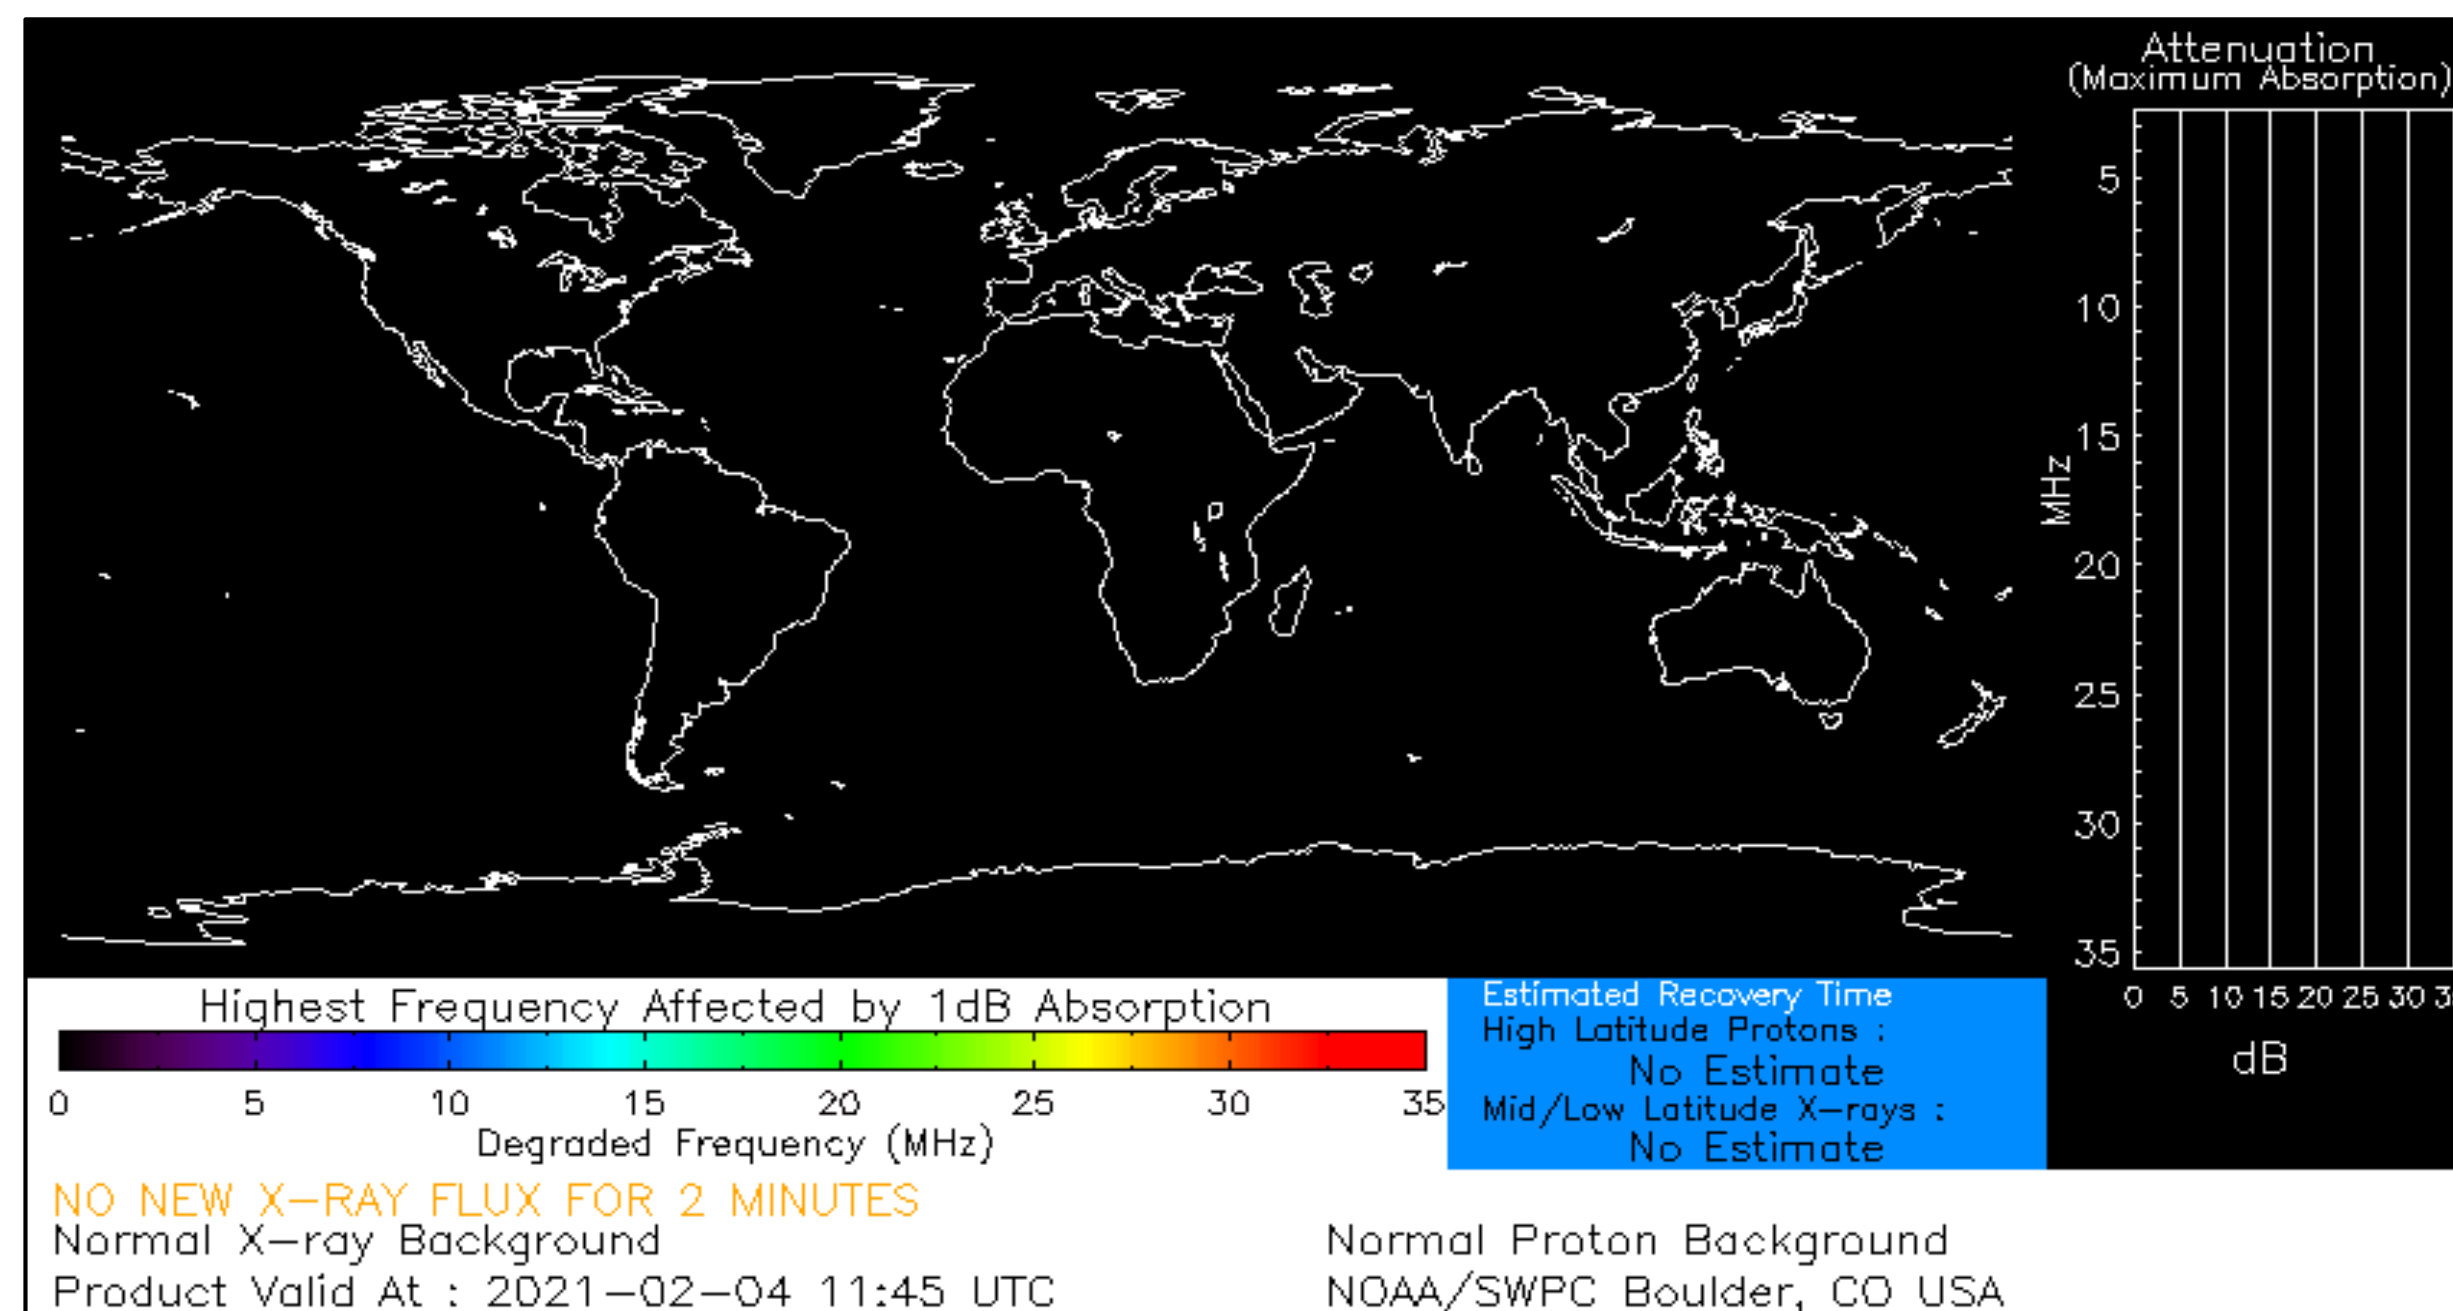 Attenuation
(Maximum Absorption)
5
10
15
20
25
30
35
MHz
0 5 10 15 20 25 30
dB
Highest Frequency Affected by 1dB Absorption
0 5 10 15 20 25 30 35
Degraded Frequency (MHz)
Estimated Recovery Time
High Latitude Protons :
No Estimate
Mid/Low Latitude X-rays :
No Estimate
NO NEW X-RAY FLUX FOR 2 MINUTES
Normal X-ray Background
Normal Proton Background
Product Valid At : 2021-02-04 11:45 UTC
NOAA/SWPC Boulder, CO USA